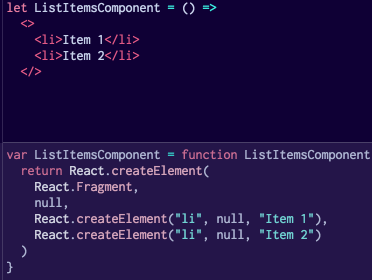 let ListItemsComponent = () =>
  <>
    <li>Item 1</li>
    <li>Item 2</li>
  </>
var ListItemsComponent = function ListItemsComponent
  return React.createElement(
    React.Fragment,
    null,
    React.createElement("li", null, "Item 1"),
    React.createElement("li", null, "Item 2")
  )
}